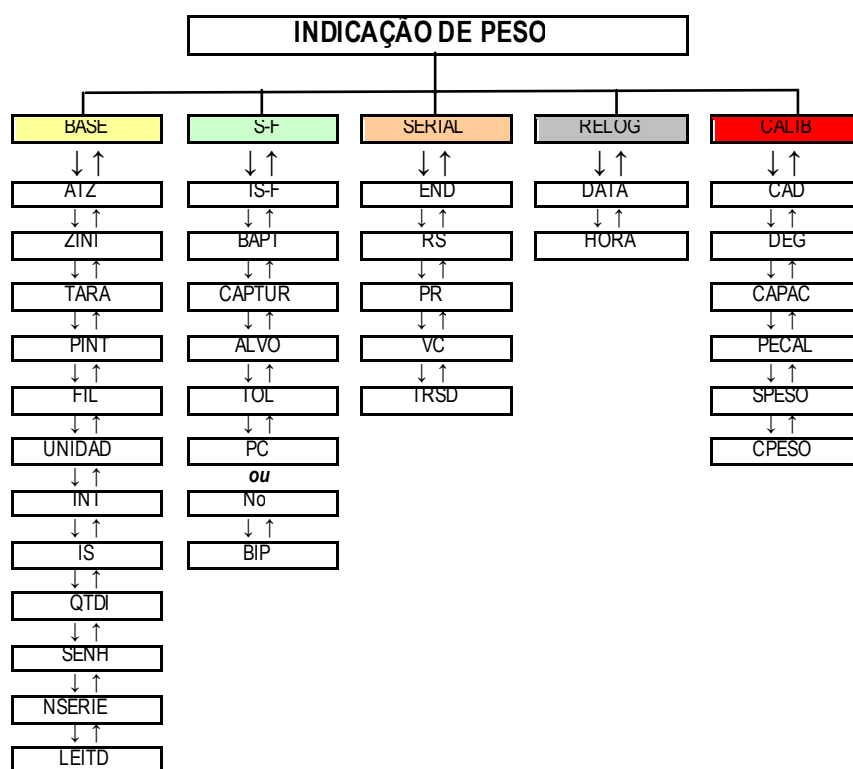 INDICAÇÃO DE PESO
BASE
S-F
SERIAL
RELOG
CALIB
ATZ
IS-F
END
DATA
CAD
ZINI
BAPT
RS
HORA
DEG
TARA
CAPTUR
PR
CAPAC
PINT
ALVO
VC
PECAL
FIL
TOL
TRSD
SPESO
UNIDAD
PC
CPESO
ou
INT
No
IS
BIP
QTDI
SENH
NSERIE
LEITD